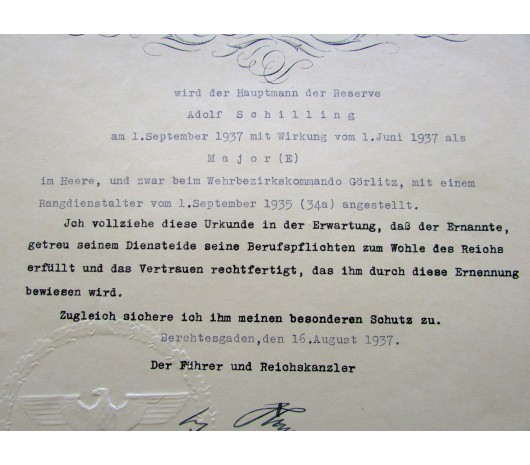 wird der Hauptmann der Reserve
Adolf Schilling
am 1.September 1937 mit Wirkung vom 1.Juni 1937 als
Major(E)
im Heere, und zwar beim Wehrbezirkskommando Görlitz, mit einem
Rangdienstalter vom 1.September 1935 (34a) angestellt.
Ich vollziehe diese Urkunde in der Erwartung, daß der Ernannte,
getreu seinem Diensteide seine Berufspflichten zum Wohle des Reichs
erfüllt und das Vertrauen rechtfertigt, das ihm durch diese Ernennung
bewiesen wird.
Zugleich sichere ich ihm meinen besonderen Schutz zu.
Berchtesgaden,den 16.August 1937.
Der Führer und Reichskanzler